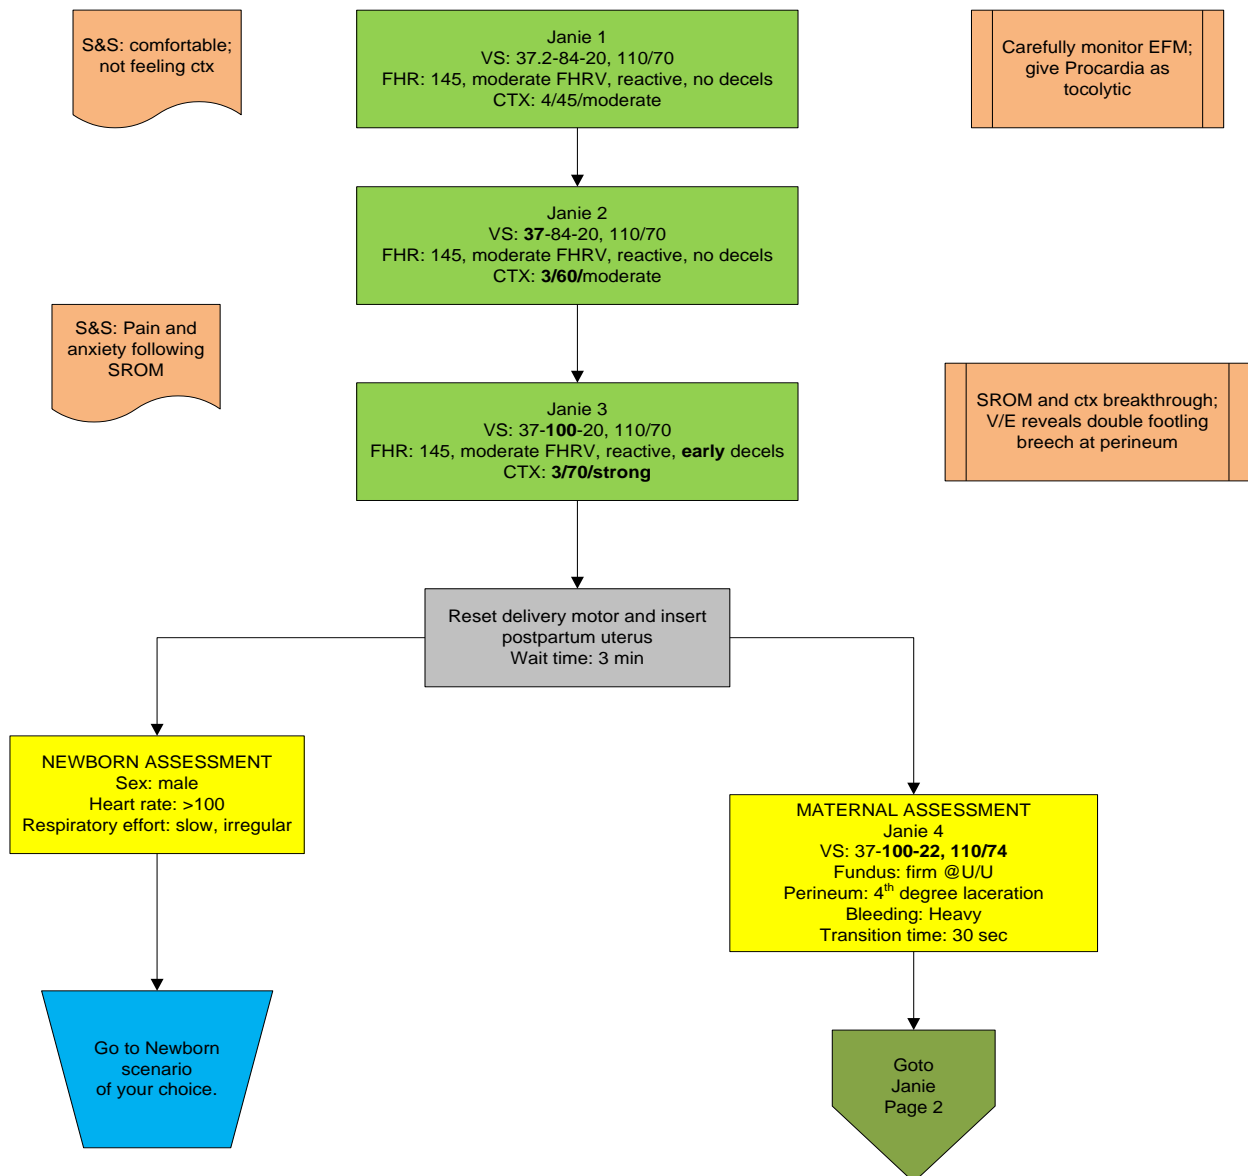 S&S: comfortable;
not feeling ctx
Janie 1
VS: 37.2-84-20, 110/70
FHR: 145, moderate FHRV, reactive, no decels
CTX: 4/45/moderate
Carefully monitor EFM;
give Procardia as
tocolytic
Janie 2
VS: 37-84-20, 110/70
FHR: 145, moderate FHRV, reactive, no decels
CTX: 3/60/moderate
S&S: Pain and
anxiety following
SROM
Janie 3
VS: 37-100-20, 110/70
FHR: 145, moderate FHRV, reactive, early decels
CTX: 3/70/strong
SROM and ctx breakthrough;
V/E reveals double footling
breech at perineum
Reset delivery motor and insert
postpartum uterus
Wait time: 3 min
NEWBORN ASSESSMENT
Sex: male
Heart rate: >100
Respiratory effort: slow, irregular
MATERNAL ASSESSMENT
Janie 4
VS: 37-100-22, 110/74
Fundus: firm @U/U
Perineum: 4th degree laceration
Bleeding: Heavy
Transition time: 30 sec
Go to Newborn
scenario
of your choice.
Goto
Janie
Page 2